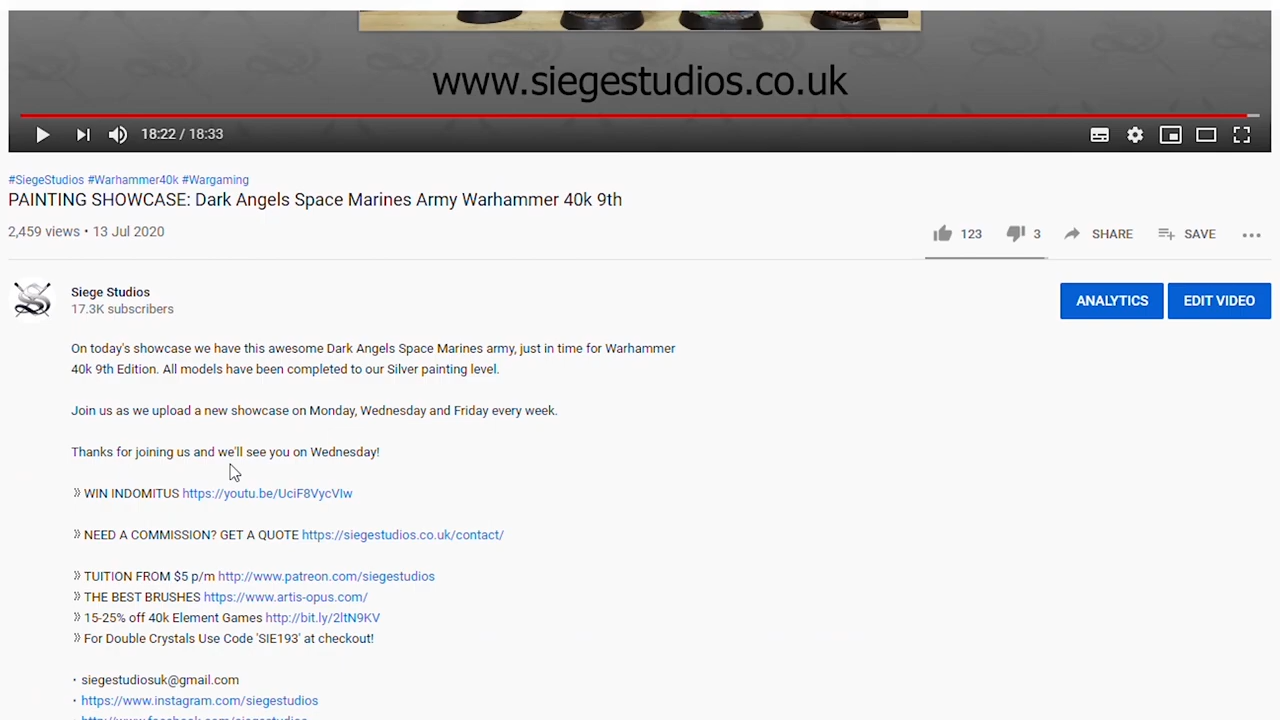 www.siegestudios.co.uk
18:22 / 18:33
#SiegeStudios #Warhammer40k #Wargaming
PAINTING SHOWCASE: Dark Angels Space Marines Army Warhammer 40k 9th
2,459 views • 13 Jul 2020
123 3 SHARE SAVE
Siege Studios
17.3K subscribers
ANALYTICS EDIT VIDEO
On today's showcase we have this awesome Dark Angels Space Marines army, just in time for Warhammer
40k 9th Edition. All models have been completed to our Silver painting level.
Join us as we upload a new showcase on Monday, Wednesday and Friday every week.
Thanks for joining us and we'll see you on Wednesday!
⟫ WIN INDOMITUS https://youtu.be/UciF8VycVIw
⟫ NEED A COMMISSION? GET A QUOTE https://siegestudios.co.uk/contact/
⟫ TUITION FROM $5 p/m http://www.patreon.com/siegestudios
⟫ THE BEST BRUSHES https://www.artis-opus.com/
⟫ 15-25% off 40k Element Games http://bit.ly/2ltN9KV
⟫ For Double Crystals Use Code 'SIE193' at checkout!
· siegestudiosuk@gmail.com
· https://www.instagram.com/siegestudios
· http://www.facebook.com/siegestudios